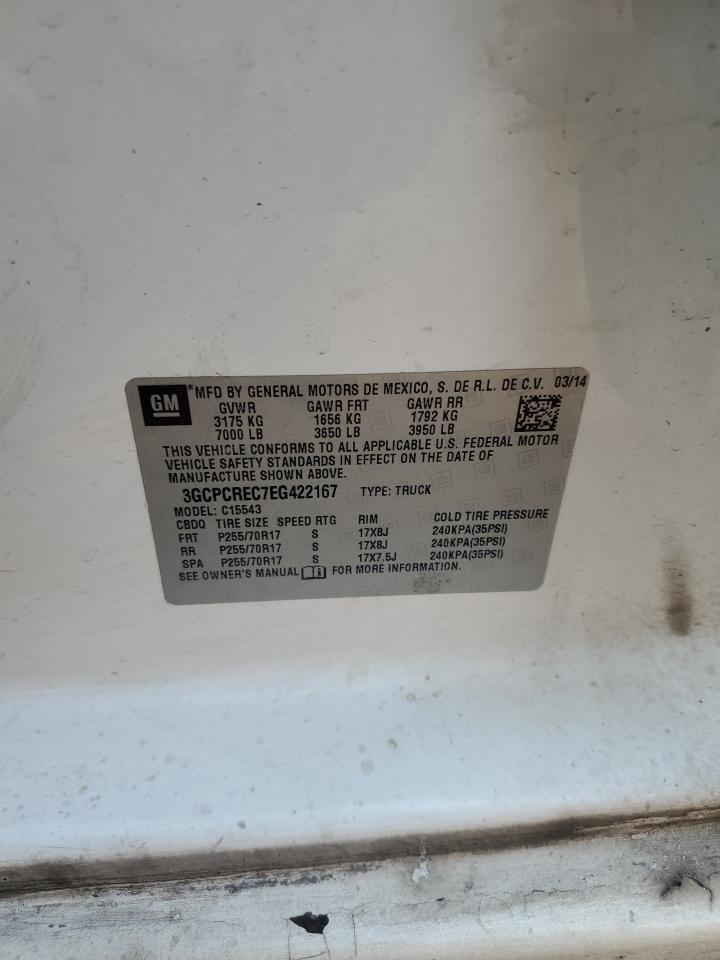 GM
*MFD BY GENERAL MOTORS DE MEXICO, S. DE R.L. DE C.V. 03/14
GVWR GAWR FRT GAWR RR
3175 KG 1656 KG 1792 KG
7000 LB 3650 LB 3950 LB
THIS VEHICLE CONFORMS TO ALL APPLICABLE U.S. FEDERAL MOTOR
VEHICLE SAFETY STANDARDS IN EFFECT ON THE DATE OF
MANUFACTURE SHOWN ABOVE.
3GCPCREC7EG422167 TYPE: TRUCK
MODEL: C15543
CBDQ TIRE SIZE SPEED RTG RIM COLD TIRE PRESSURE
FRT P255/70R17 S 17X8J 240KPA(35PSI)
RR P255/70R17 S 17X8J 240KPA(35PSI)
SPA P255/70R17 S 17X7.5J 240KPA(35PSI)
SEE OWNER'S MANUAL FOR MORE INFORMATION.